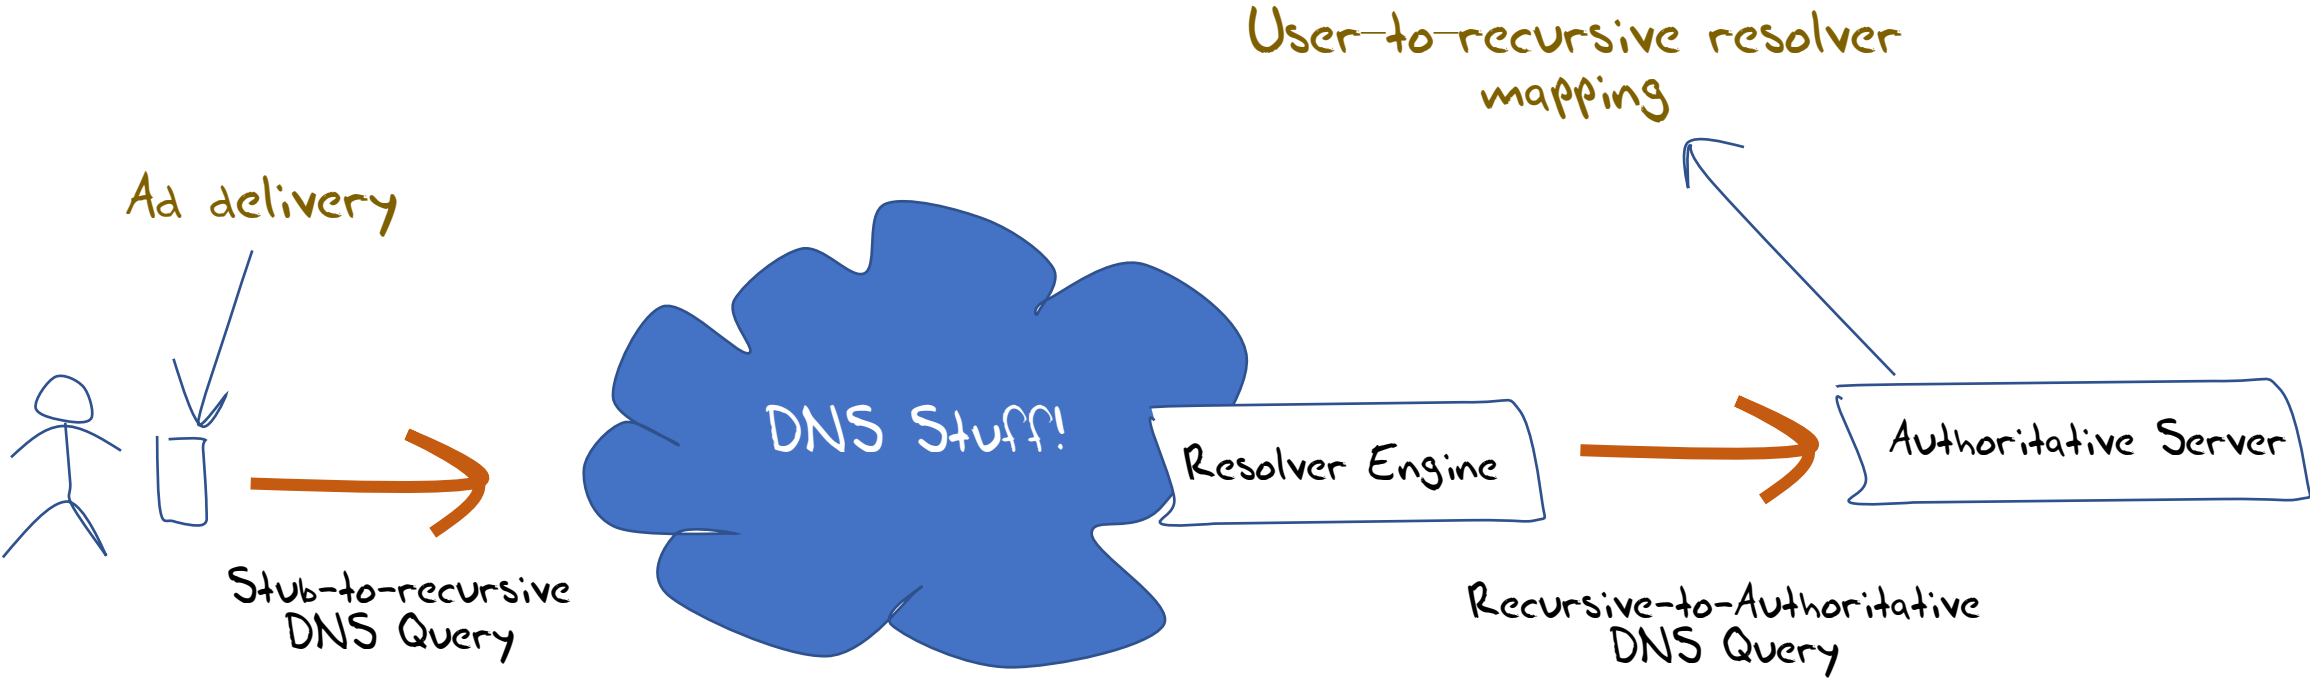 User-to-recursive resolver
mapping
Ad delivery
DNS Stuff!
Resolver Engine
Authoritative Server
Stub-to-recursive
DNS Query
Recursive-to-Authoritative
DNS Query